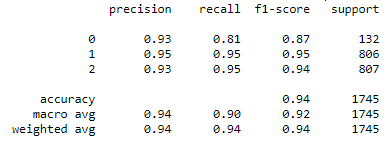 precision recall f1-score support
0 0.93 0.81 0.87 132
1 0.95 0.95 0.95 806
2 0.93 0.95 0.94 807
accuracy 0.94 1745
macro avg 0.94 0.90 0.92 1745
weighted avg 0.94 0.94 0.94 1745